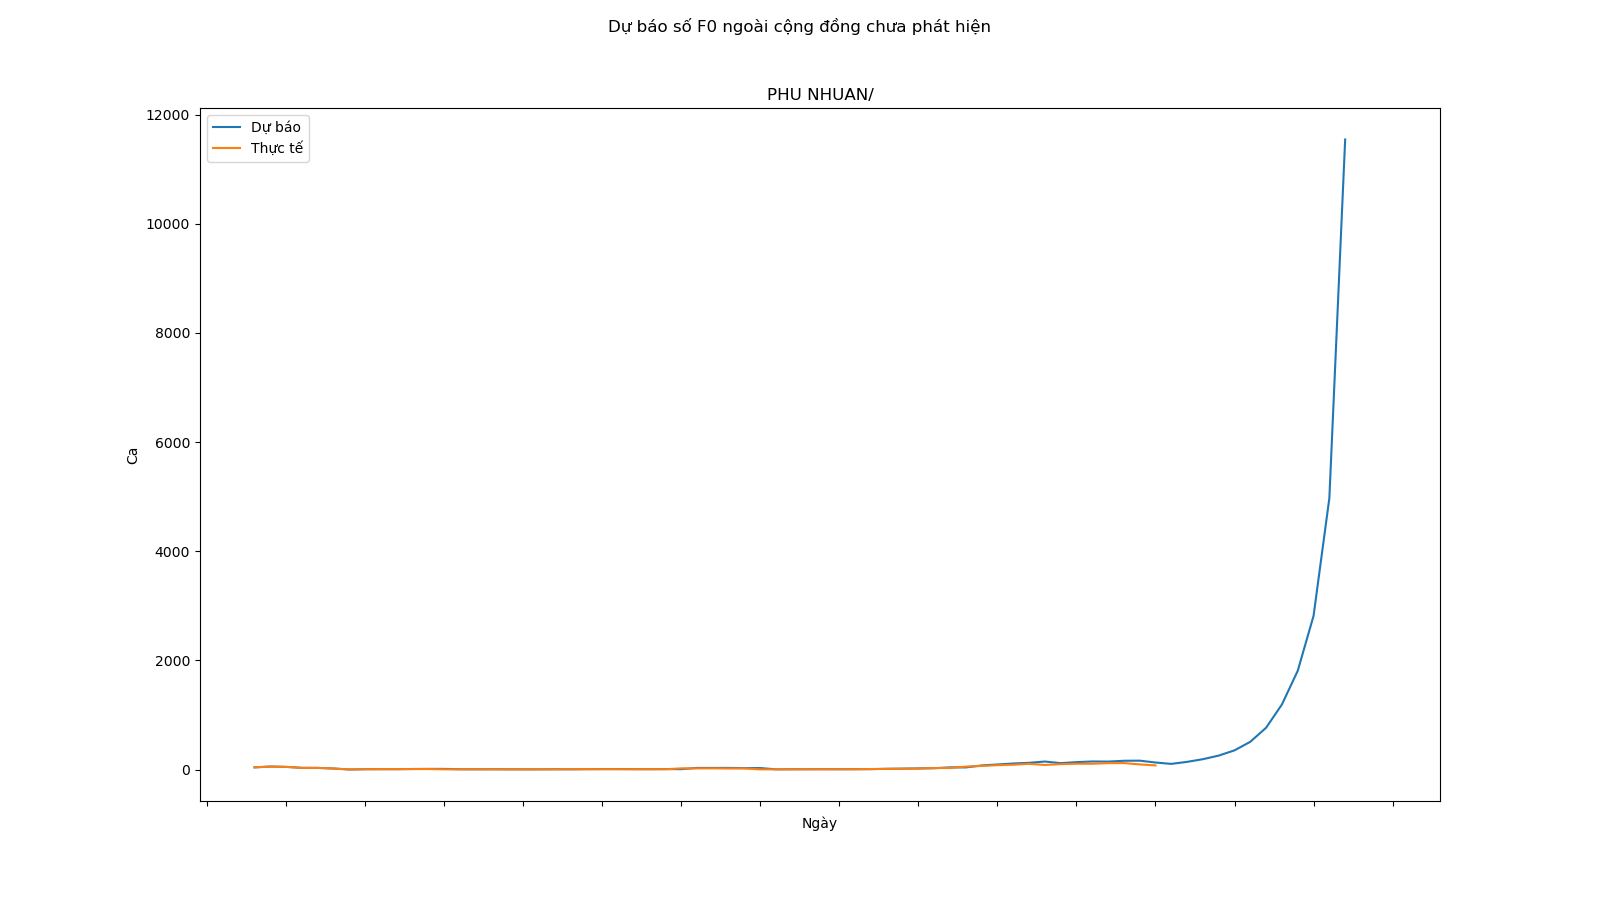 Dự báo số F0 ngoài cộng đồng chưa phát hiện
PHU NHUAN/
12000
10000
8000
6000
4000
2000
0
Dự báo
Thực tế
Ca
Ngày